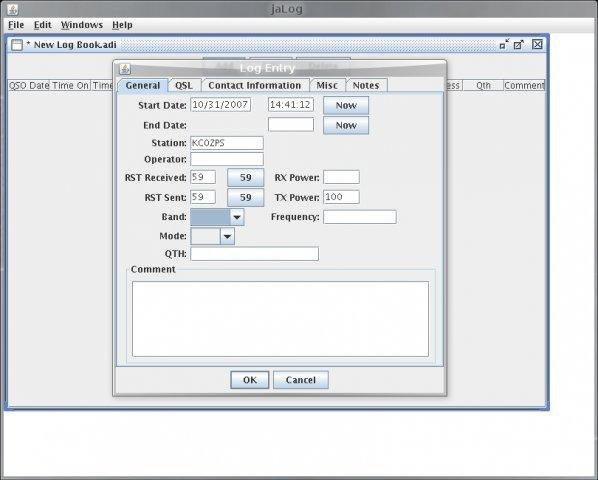 jaLog
File Edit Windows Help
* New Log Book.adi
Add Delete
QSO Date Time On Time Qth Comment
Log Entry
General QSL Contact Information Misc Notes
Start Date: 10/31/2007 14:41:12 Now
End Date: Now
Station: KC0ZPS
Operator:
RST Received: 59 59 RX Power:
RST Sent: 59 59 TX Power: 100
Band: Frequency:
Mode:
QTH:
Comment
OK Cancel